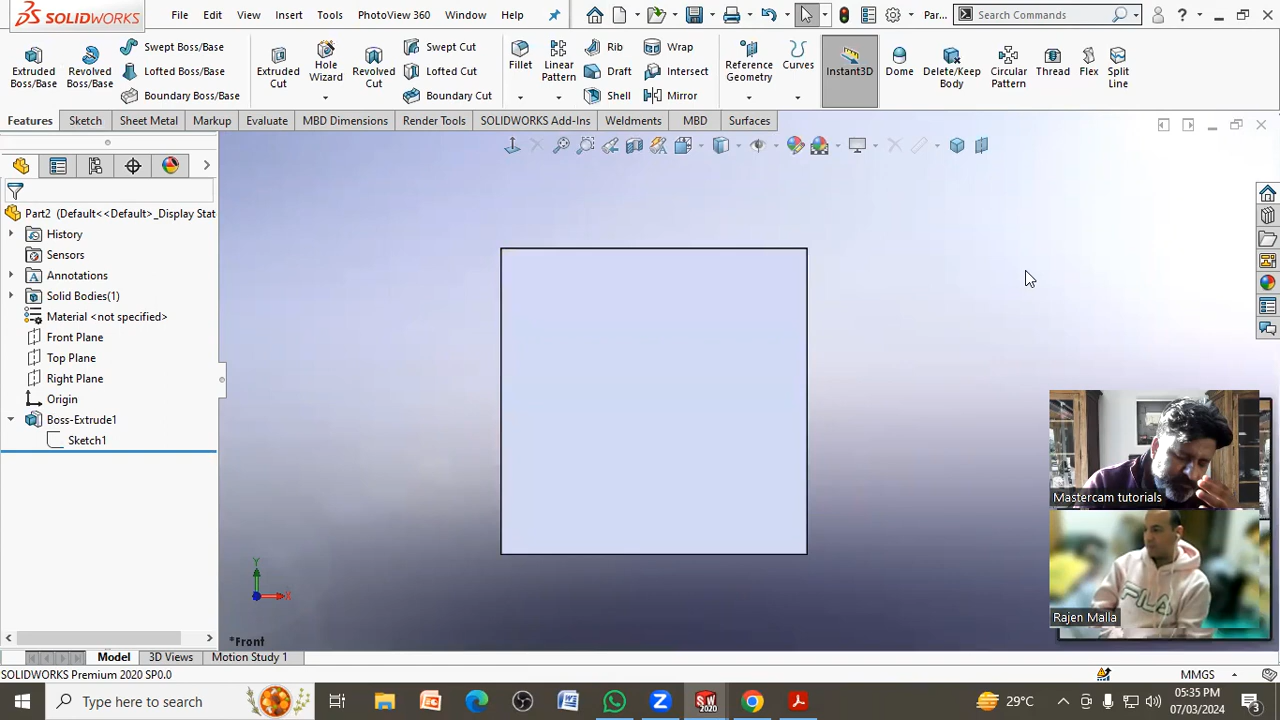 SOLIDWORKS File Edit View Insert Tools PhotoView 360 Window Help Par... Search Commands ?
Extruded Boss/Base
Revolved Boss/Base
Swept Boss/Base
Lofted Boss/Base
Boundary Boss/Base
Extruded Cut
Hole Wizard
Revolved Cut
Swept Cut
Lofted Cut
Boundary Cut
Fillet
Linear Pattern
Rib
Draft
Shell
Wrap
Intersect
Mirror
Reference Geometry
Curves
Instant3D
Dome
Delete/Keep Body
Circular Pattern
Thread
Flex
Split Line
Features Sketch Sheet Metal Markup Evaluate MBD Dimensions Render Tools SOLIDWORKS Add-Ins Weldments MBD Surfaces
Part2 (Default<<Default>_Display Stat
History
Sensors
Annotations
Solid Bodies(1)
Material <not specified>
Front Plane
Top Plane
Right Plane
Origin
Boss-Extrude1
Sketch1
Y
X
*Front
Mastercam tutorials
FILA
Rajen Malla
Model 3D Views Motion Study 1
SOLIDWORKS Premium 2020 SP0.0 MMGS
Type here to search
SW
2020
29°C
05:35 PM
07/03/2024
3